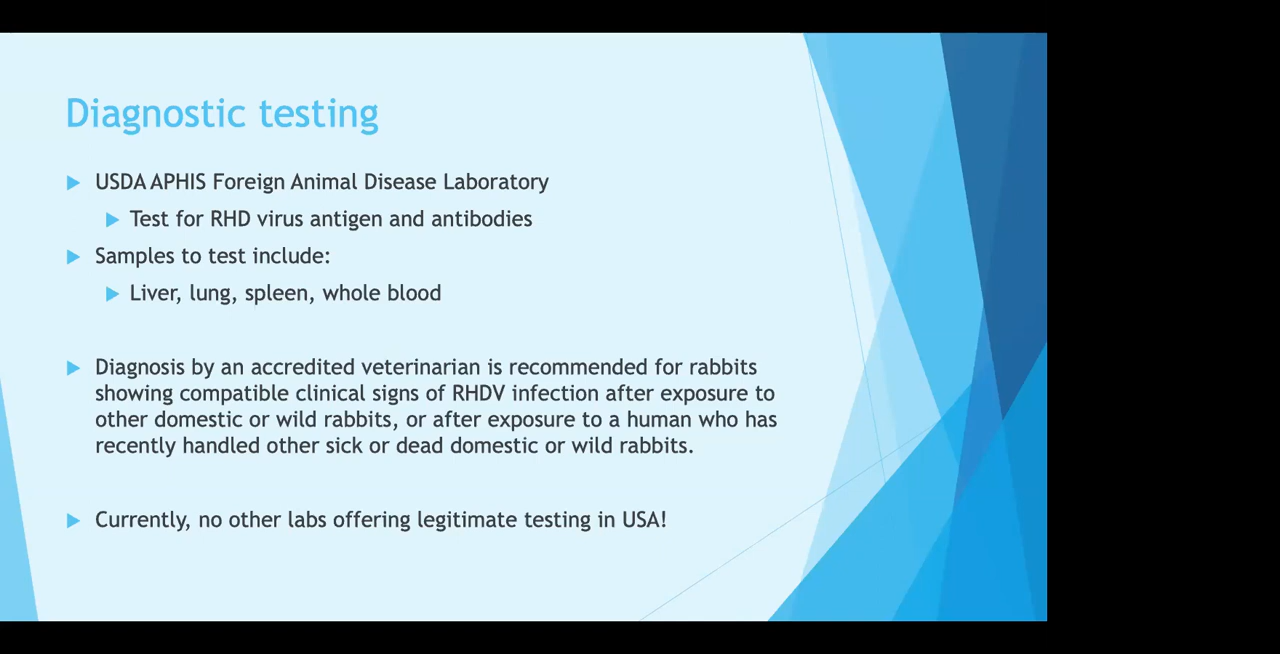 Diagnostic testing
USDA APHIS Foreign Animal Disease Laboratory
Test for RHD virus antigen and antibodies
Samples to test include:
Liver, lung, spleen, whole blood
Diagnosis by an accredited veterinarian is recommended for rabbits
showing compatible clinical signs of RHDV infection after exposure to
other domestic or wild rabbits, or after exposure to a human who has
recently handled other sick or dead domestic or wild rabbits.
Currently, no other labs offering legitimate testing in USA!